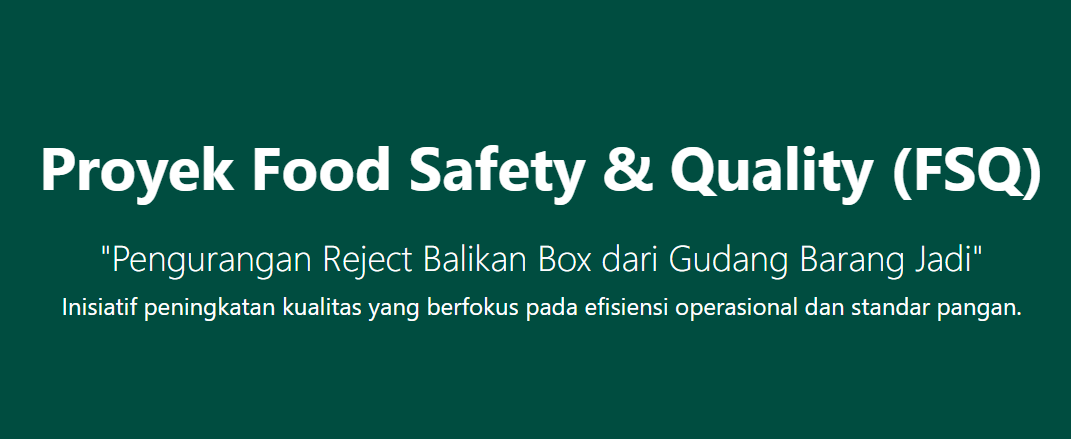 Proyek Food Safety & Quality (FSQ)
"Pengurangan Reject Balikan Box dari Gudang Barang Jadi"
Inisiatif peningkatan kualitas yang berfokus pada efisiensi operasional dan standar pangan.